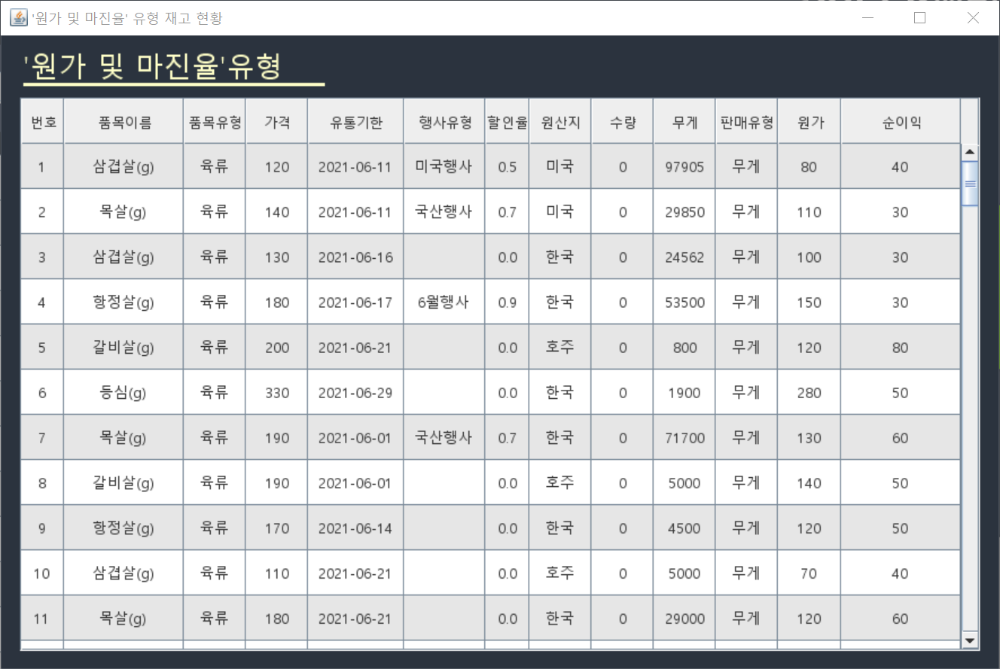 '원가 및 마진율' 유형 재고 현황
'원가 및 마진율'유형
번호 품목이름 품목유형 가격 유통기한 행사유형 할인율 원산지 수량 무게 판매유형 원가 순이익
1 삼겹살(g) 육류 120 2021-06-11 미국행사 0.5 미국 0 97905 무게 80 40
2 목살(g) 육류 140 2021-06-11 국산행사 0.7 미국 0 29850 무게 110 30
3 삼겹살(g) 육류 130 2021-06-16 0.0 한국 0 24562 무게 100 30
4 항정살(g) 육류 180 2021-06-17 6월행사 0.9 한국 0 53500 무게 150 30
5 갈비살(g) 육류 200 2021-06-21 0.0 호주 0 800 무게 120 80
6 등심(g) 육류 330 2021-06-29 0.0 한국 0 1900 무게 280 50
7 목살(g) 육류 190 2021-06-01 국산행사 0.7 한국 0 71700 무게 130 60
8 갈비살(g) 육류 190 2021-06-01 0.0 호주 0 5000 무게 140 50
9 항정살(g) 육류 170 2021-06-14 0.0 한국 0 4500 무게 120 50
10 삼겹살(g) 육류 110 2021-06-21 0.0 호주 0 5000 무게 70 40
11 목살(g) 육류 180 2021-06-21 0.0 한국 0 29000 무게 120 60